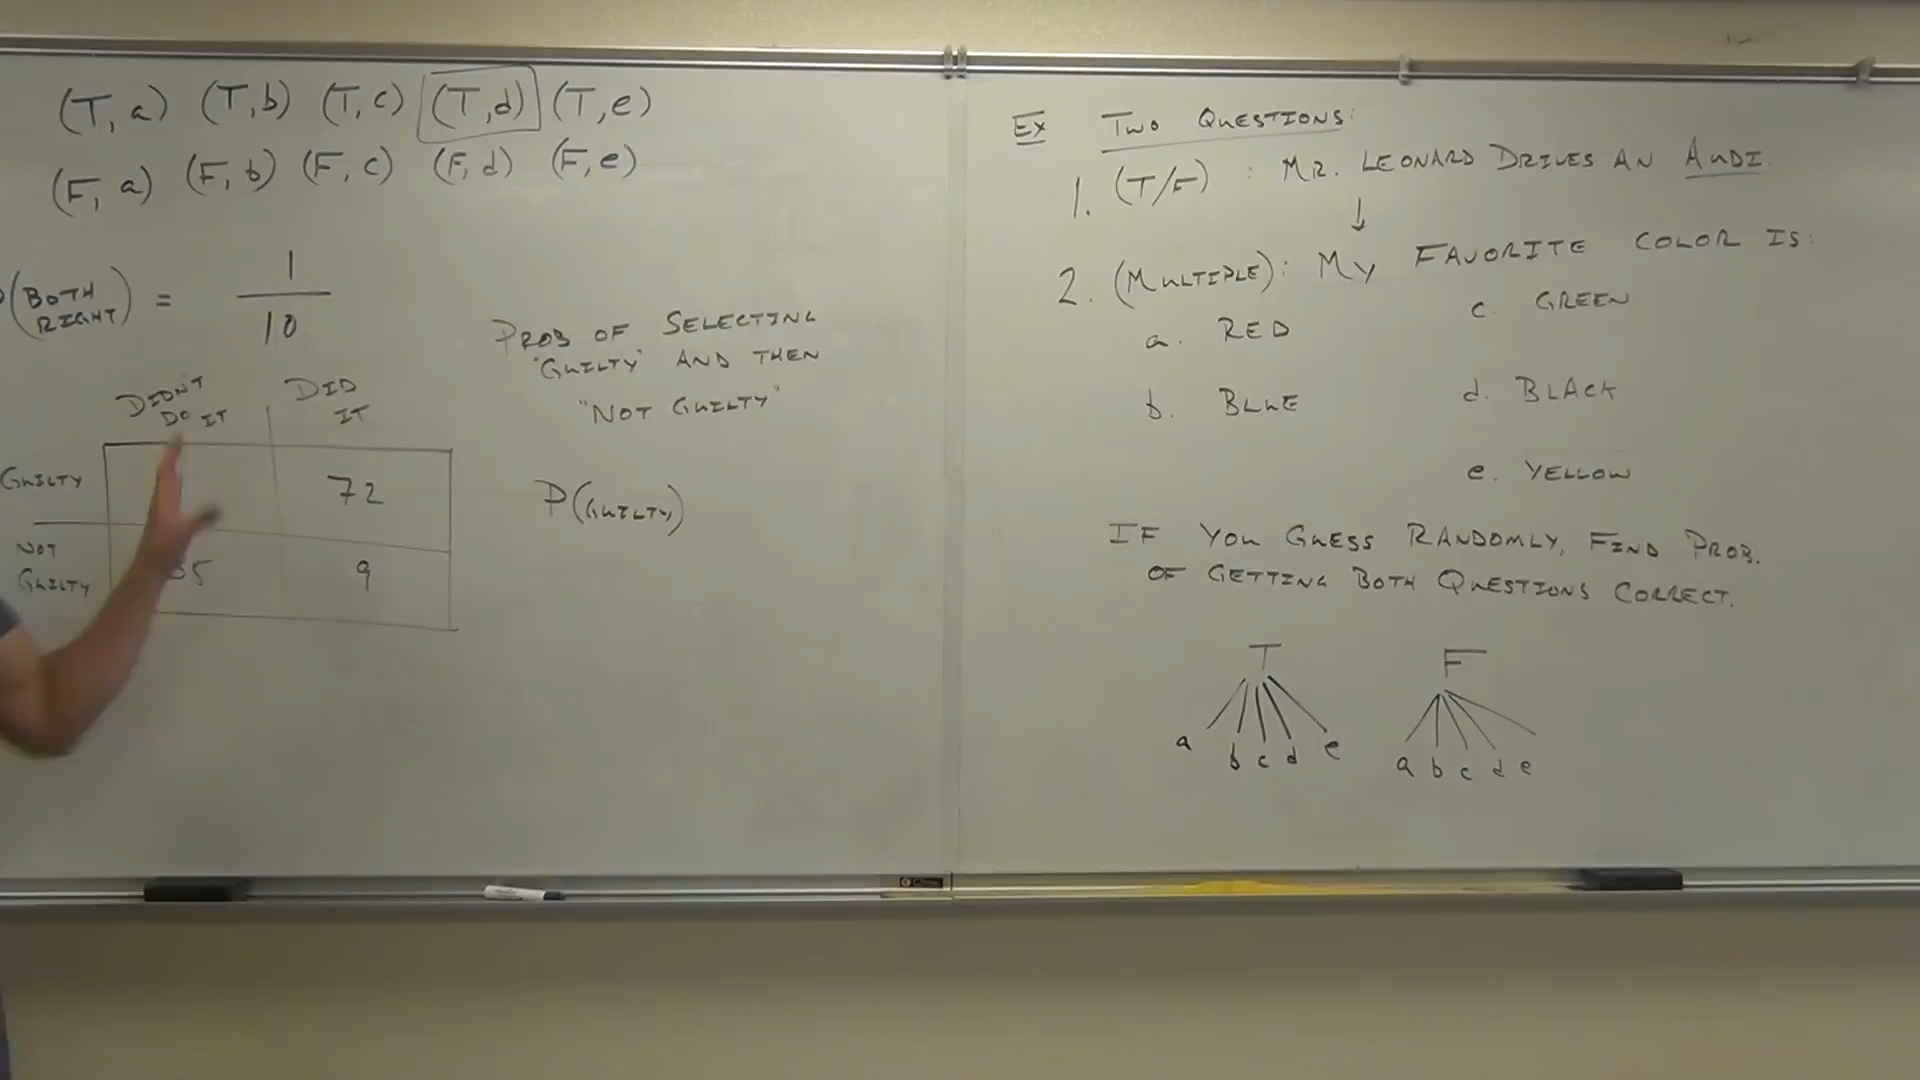 (T, a) (T, b) (T, c) (T, d) (T, e)
(F, a) (F, b) (F, c) (F, d) (F, e)
(BOTH RIGHT) = 1/10
DIDN'T DO IT
DID IT
GUILTY 72
NOT GUILTY 9
PROB OF SELECTING
"GUILTY" AND THEN
"NOT GUILTY"
P(GUILTY)
EX TWO QUESTIONS:
1. (T/F) : MR. LEONARD DRIVES AN AUDI.
↓
2. (MULTIPLE): MY FAVORITE COLOR IS:
a. RED
b. BLUE
c. GREEN
d. BLACK
e. YELLOW
IF YOU GUESS RANDOMLY, FIND PROB.
OF GETTING BOTH QUESTIONS CORRECT.
T F
a b c d e a b c d e